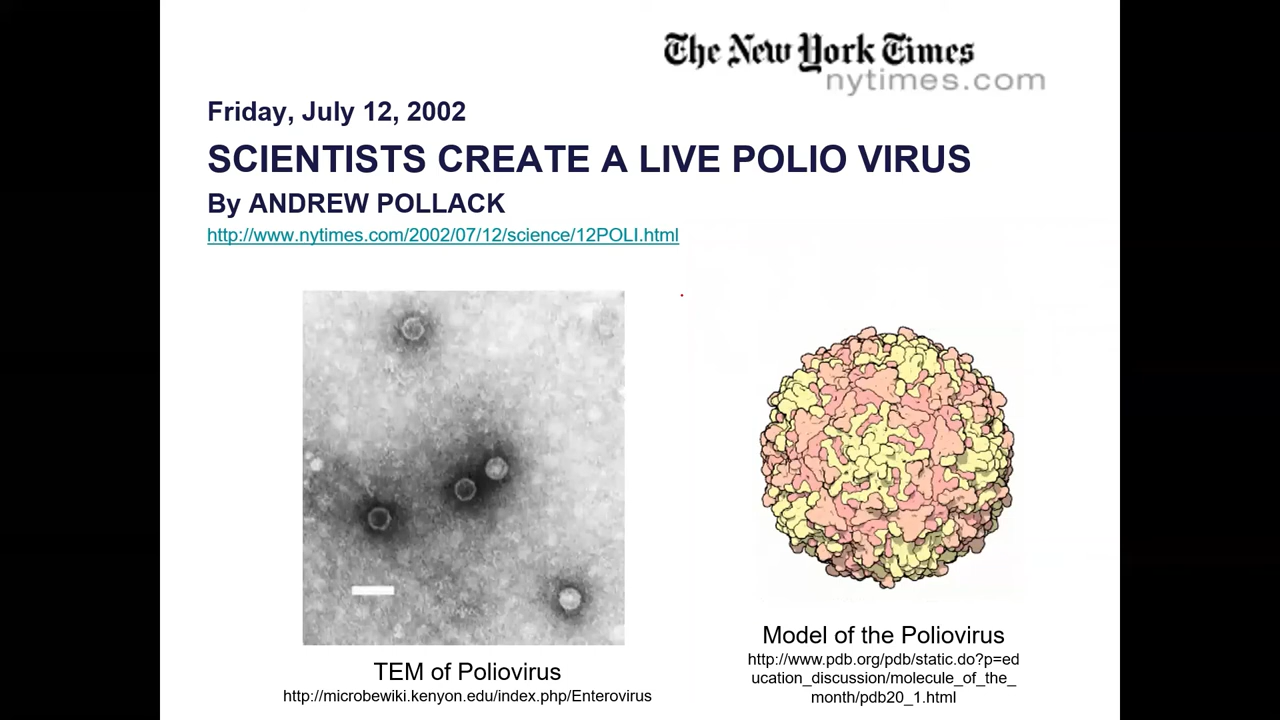 The New York Times
nytimes.com
Friday, July 12, 2002
SCIENTISTS CREATE A LIVE POLIO VIRUS
By ANDREW POLLACK
http://www.nytimes.com/2002/07/12/science/12POLI.html
TEM of Poliovirus
http://microbewiki.kenyon.edu/index.php/Enterovirus
Model of the Poliovirus
http://www.pdb.org/pdb/static.do?p=ed
ucation_discussion/molecule_of_the_
month/pdb20_1.html